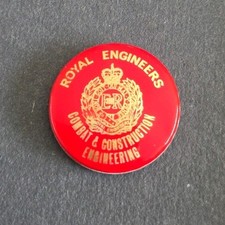 ROYAL ENGINEERS
E R
COMBAT & CONSTRUCTION
ENGINEERING